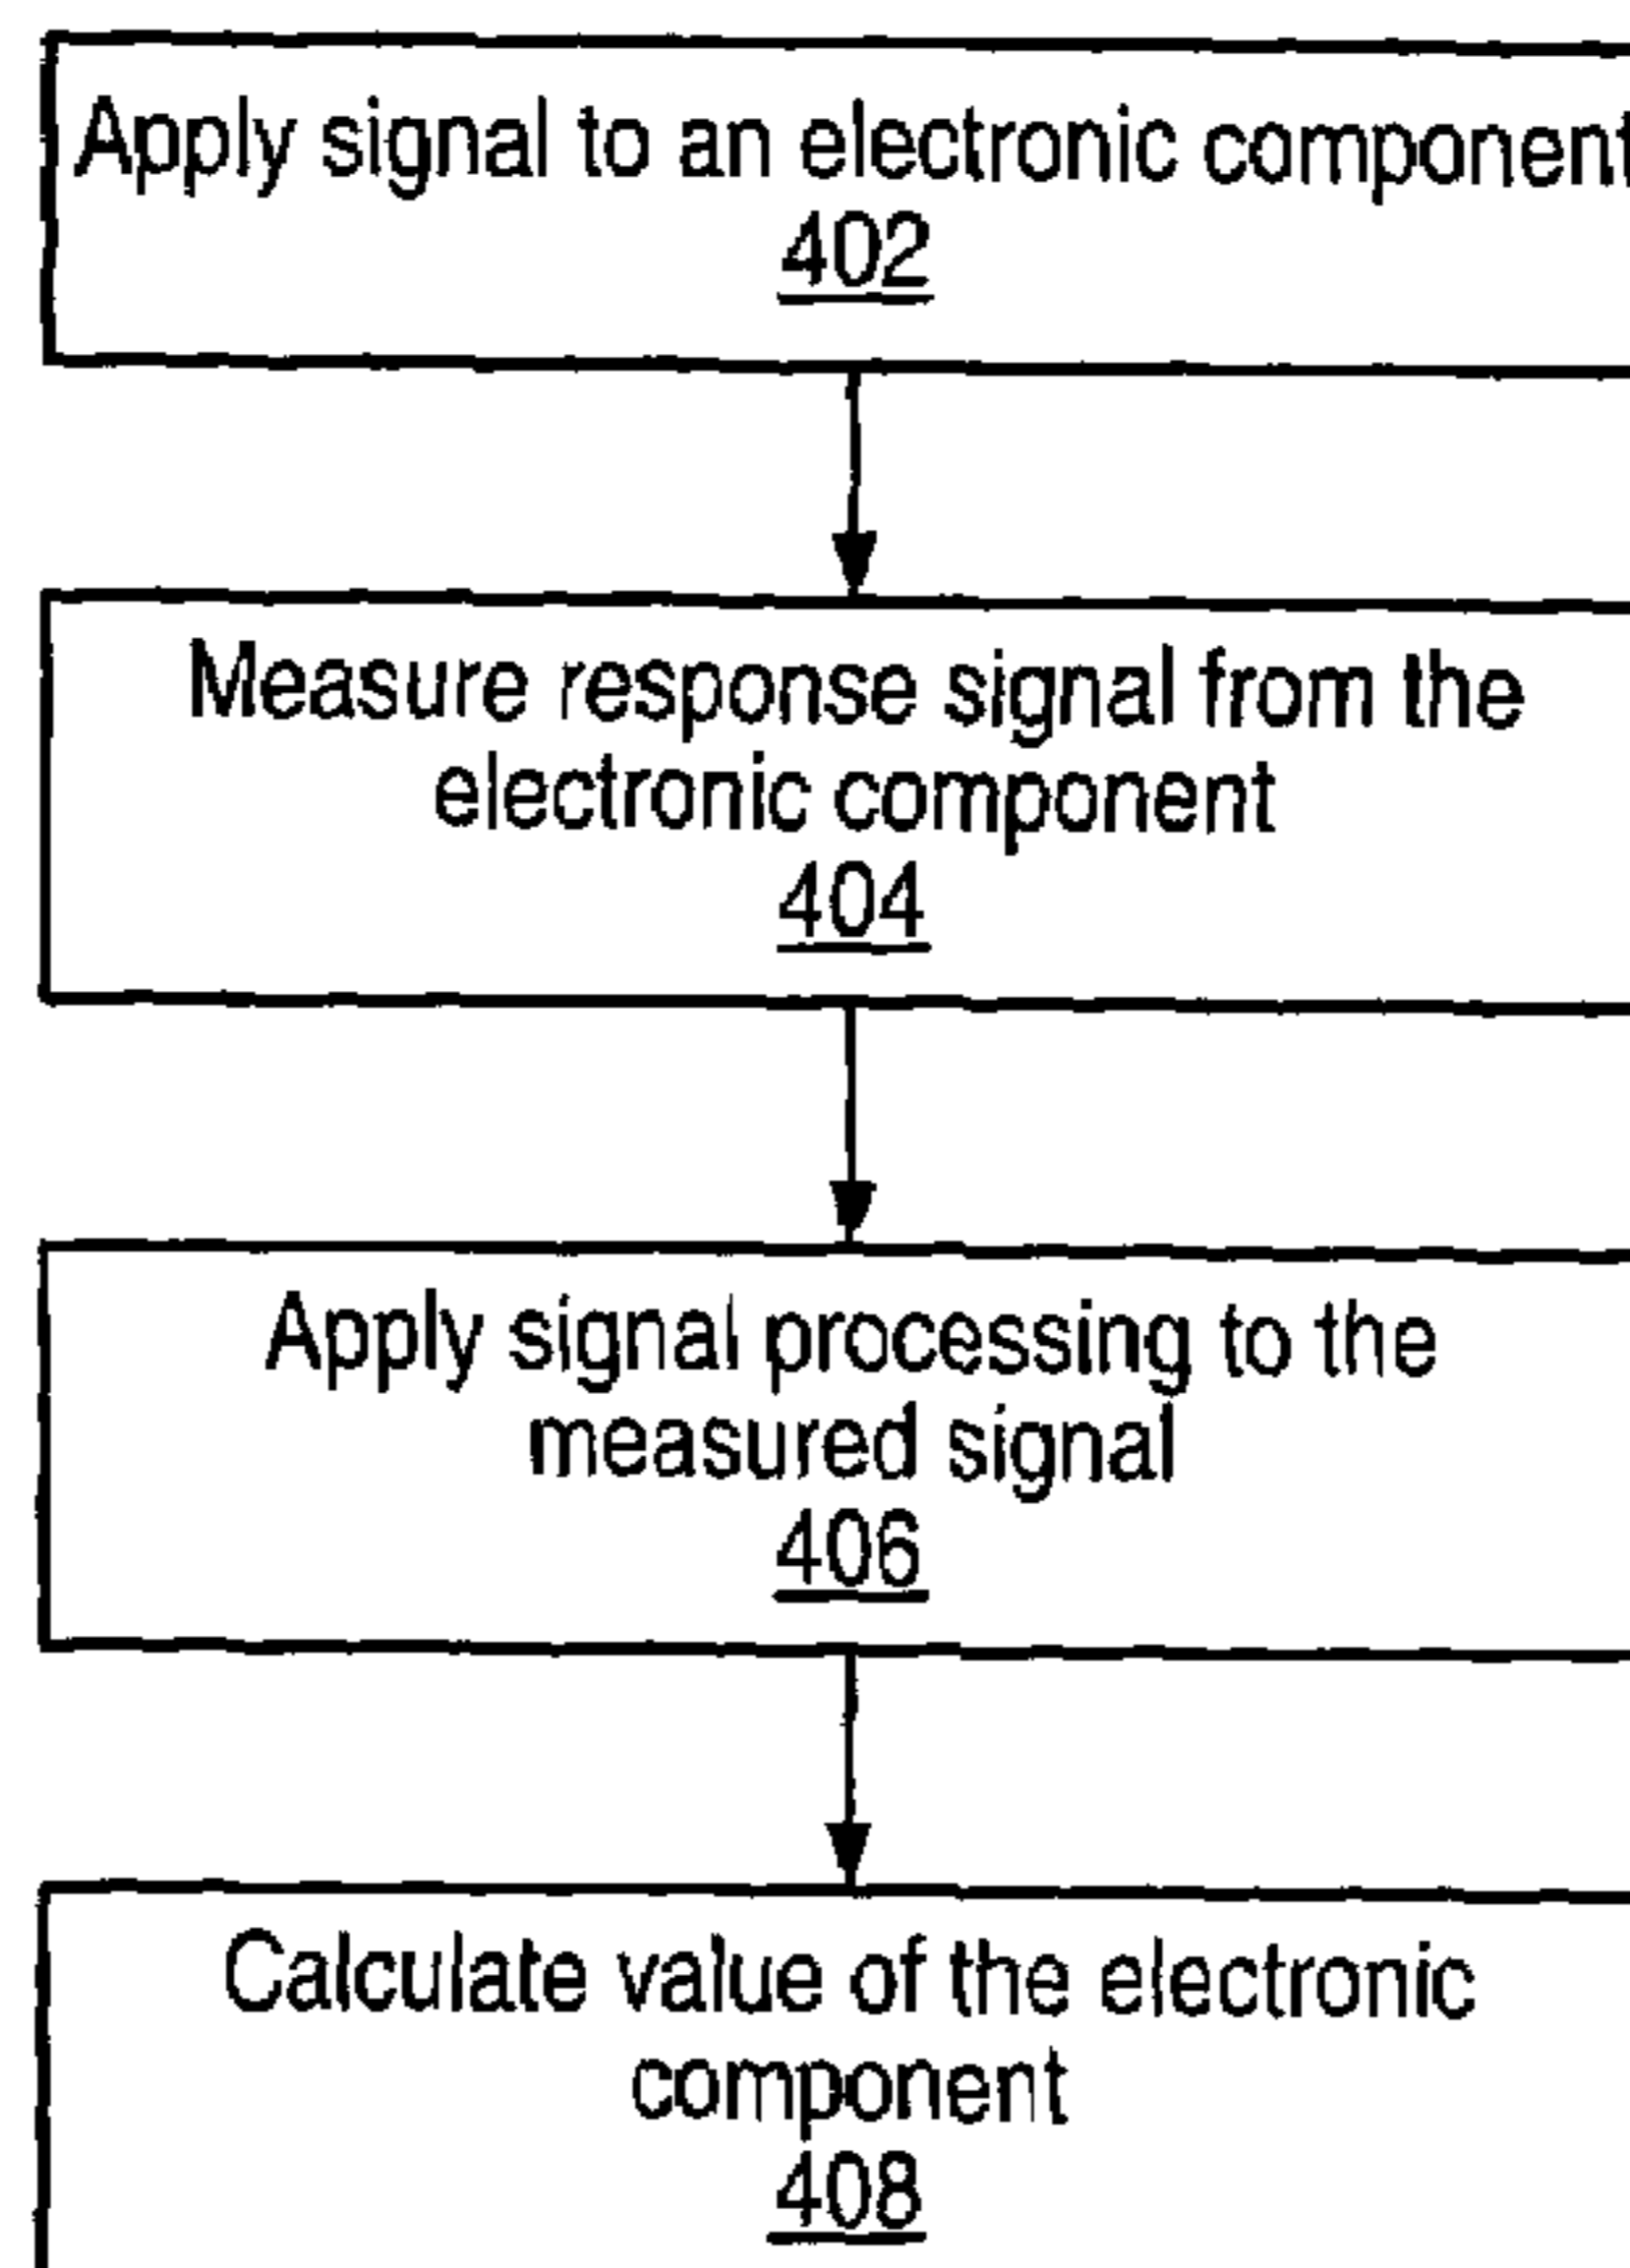 Apply signal to an electronic component
402
Measure response signal from the
electronic component
404
Apply signal processing to the
measured signal
406
Calculate value of the electronic
component
408